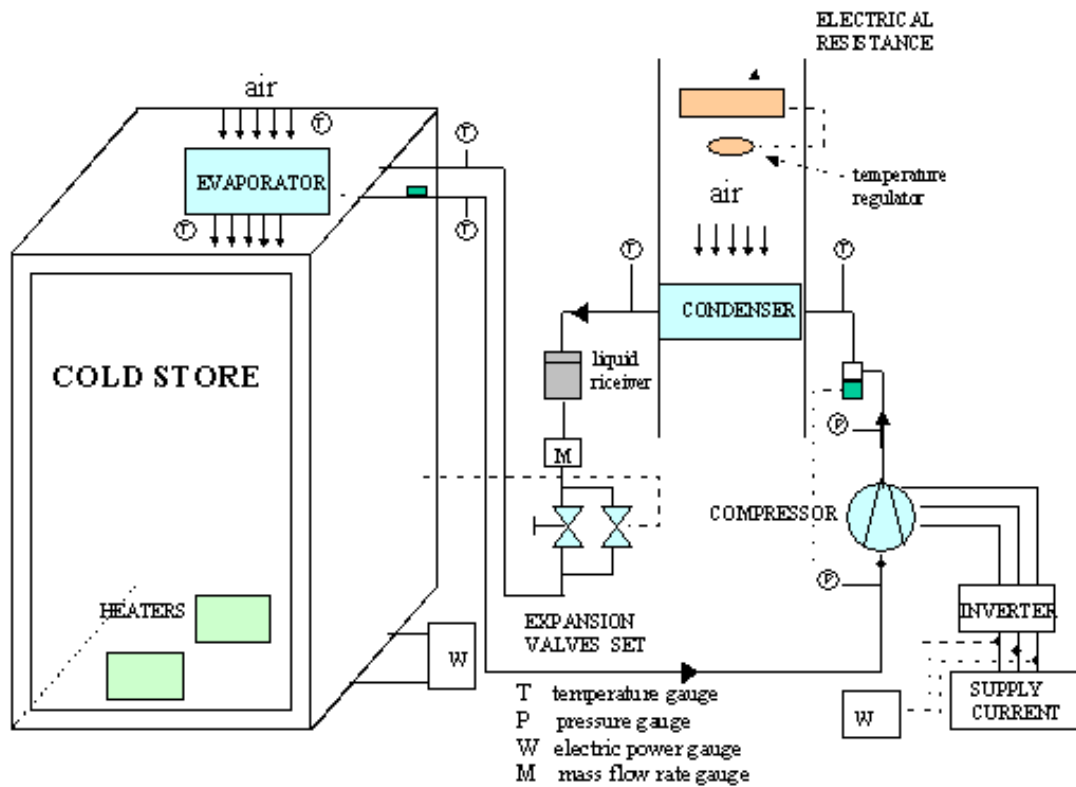 ELECTRICAL
RESISTANCE
air
T
T
EVAPORATOR
temperature
regulator
air
T
T
T
T
CONDENSER
COLD STORE
liquid
riceiver
P
M
COMPRESSOR
P
HEATERS
INVERTER
EXPANSION
VALVES SET
W
SUPPLY
CURRENT
W
T temperature gauge
P pressure gauge
W electric power gauge
M mass flow rate gauge